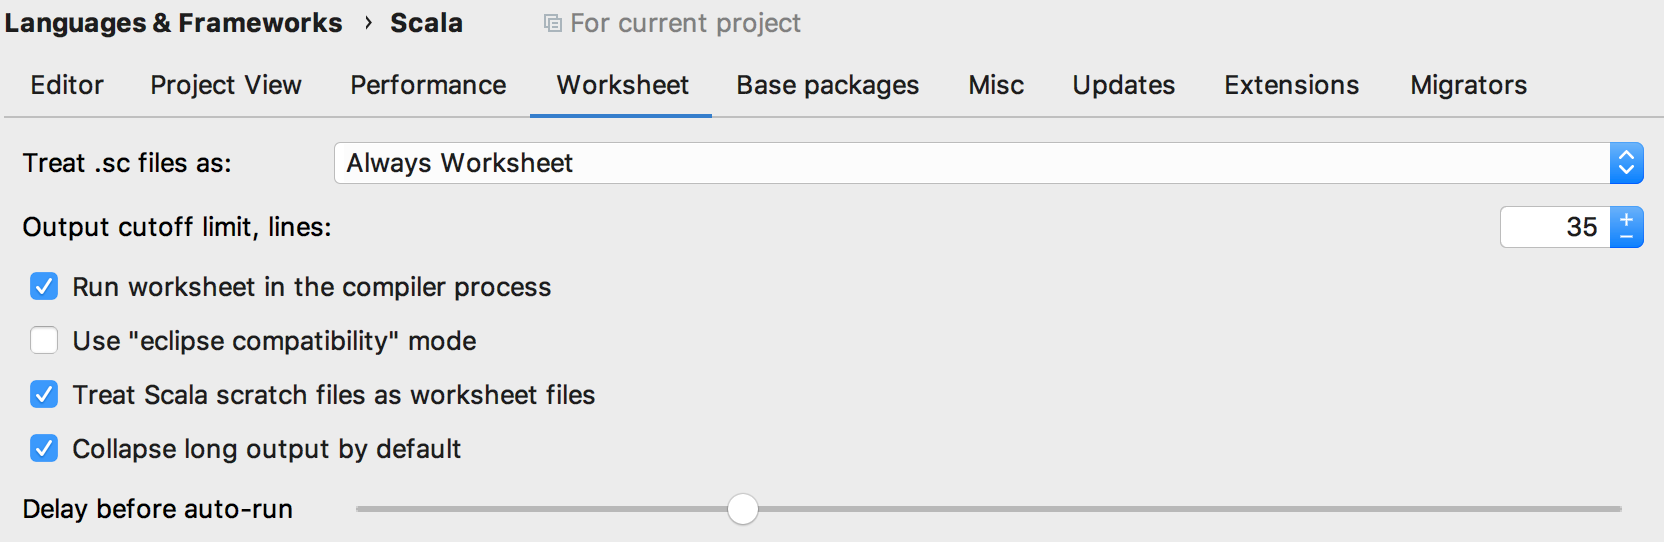 Languages & Frameworks › Scala For current project
Editor Project View Performance Worksheet Base packages Misc Updates Extensions Migrators
Treat .sc files as: Always Worksheet
Output cutoff limit, lines: 35
Run worksheet in the compiler process
Use "eclipse compatibility" mode
Treat Scala scratch files as worksheet files
Collapse long output by default
Delay before auto-run